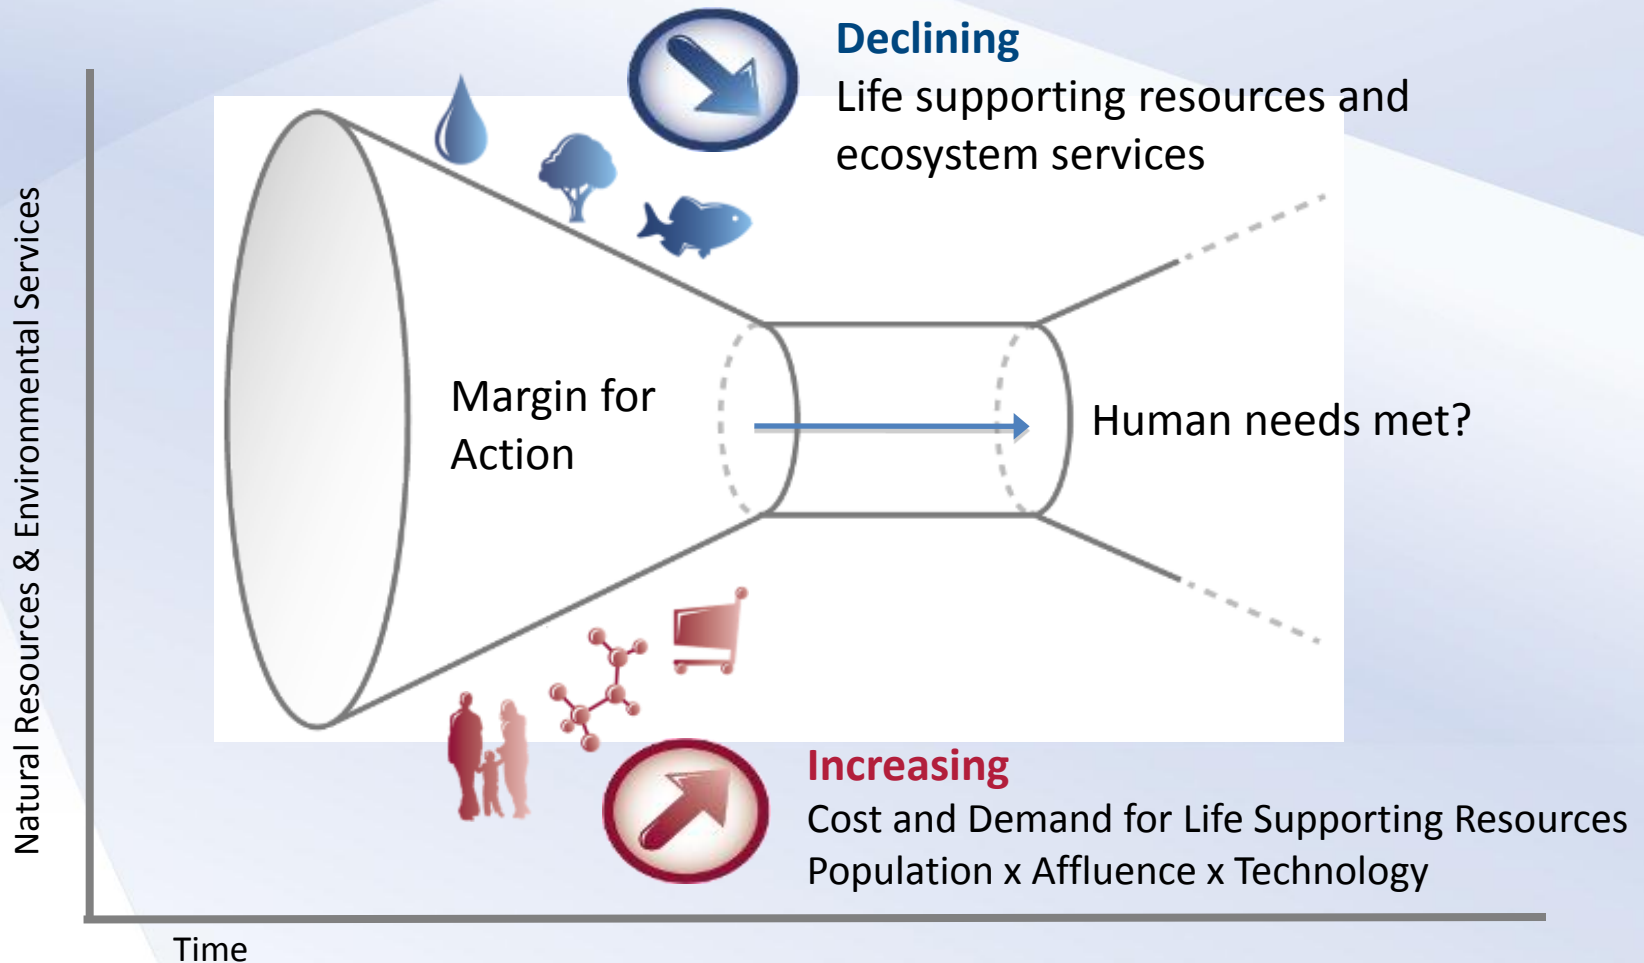 Declining
Life supporting resources and
ecosystem services
Natural Resources & Environmental Services
Margin for
Action
Human needs met?
Increasing
Cost and Demand for Life Supporting Resources
Population x Affluence x Technology
Time